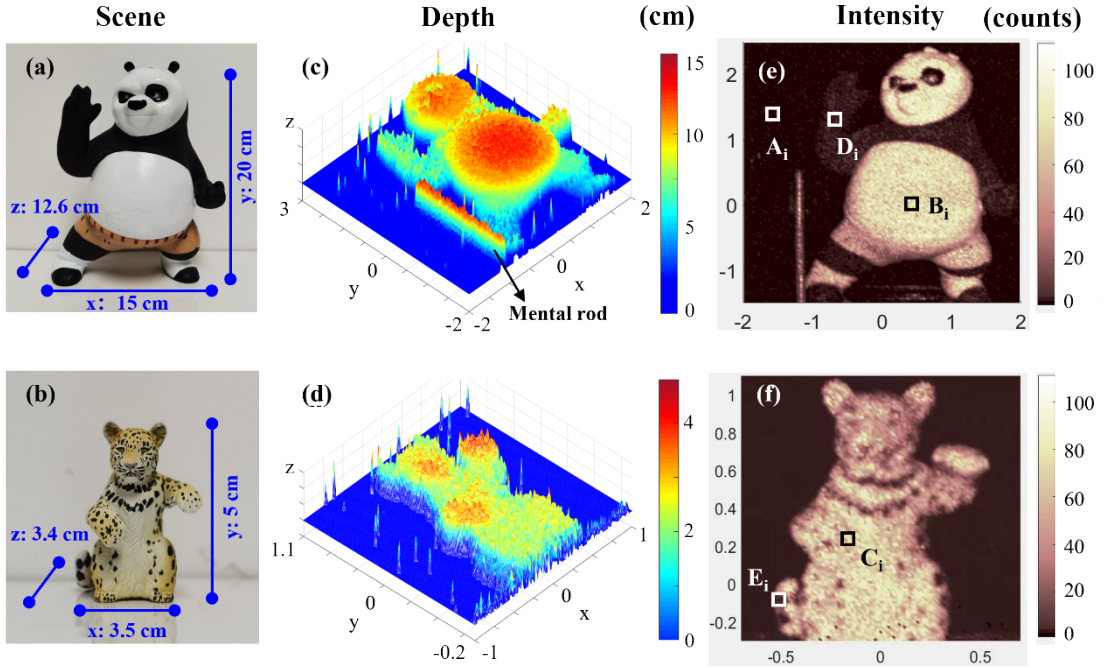 Scene
Depth
(cm)
Intensity
(counts)
(a)
z: 12.6 cm
y: 20 cm
x: 15 cm
(c)
z
3
0
y
-2
-2
0
x
2
Mental rod
15
10
5
0
(e)
2
1
0
-1
-2
-1
0
1
2
A_i
D_i
B_i
100
80
60
40
20
0
(b)
z: 3.4 cm
y: 5 cm
x: 3.5 cm
(d)
z
1.1
0
y
-0.2
-1
0
x
1
4
2
0
(f)
1
0.8
0.6
0.4
0.2
0
-0.2
-0.5
0
0.5
C_i
E_i
100
80
60
40
20
0